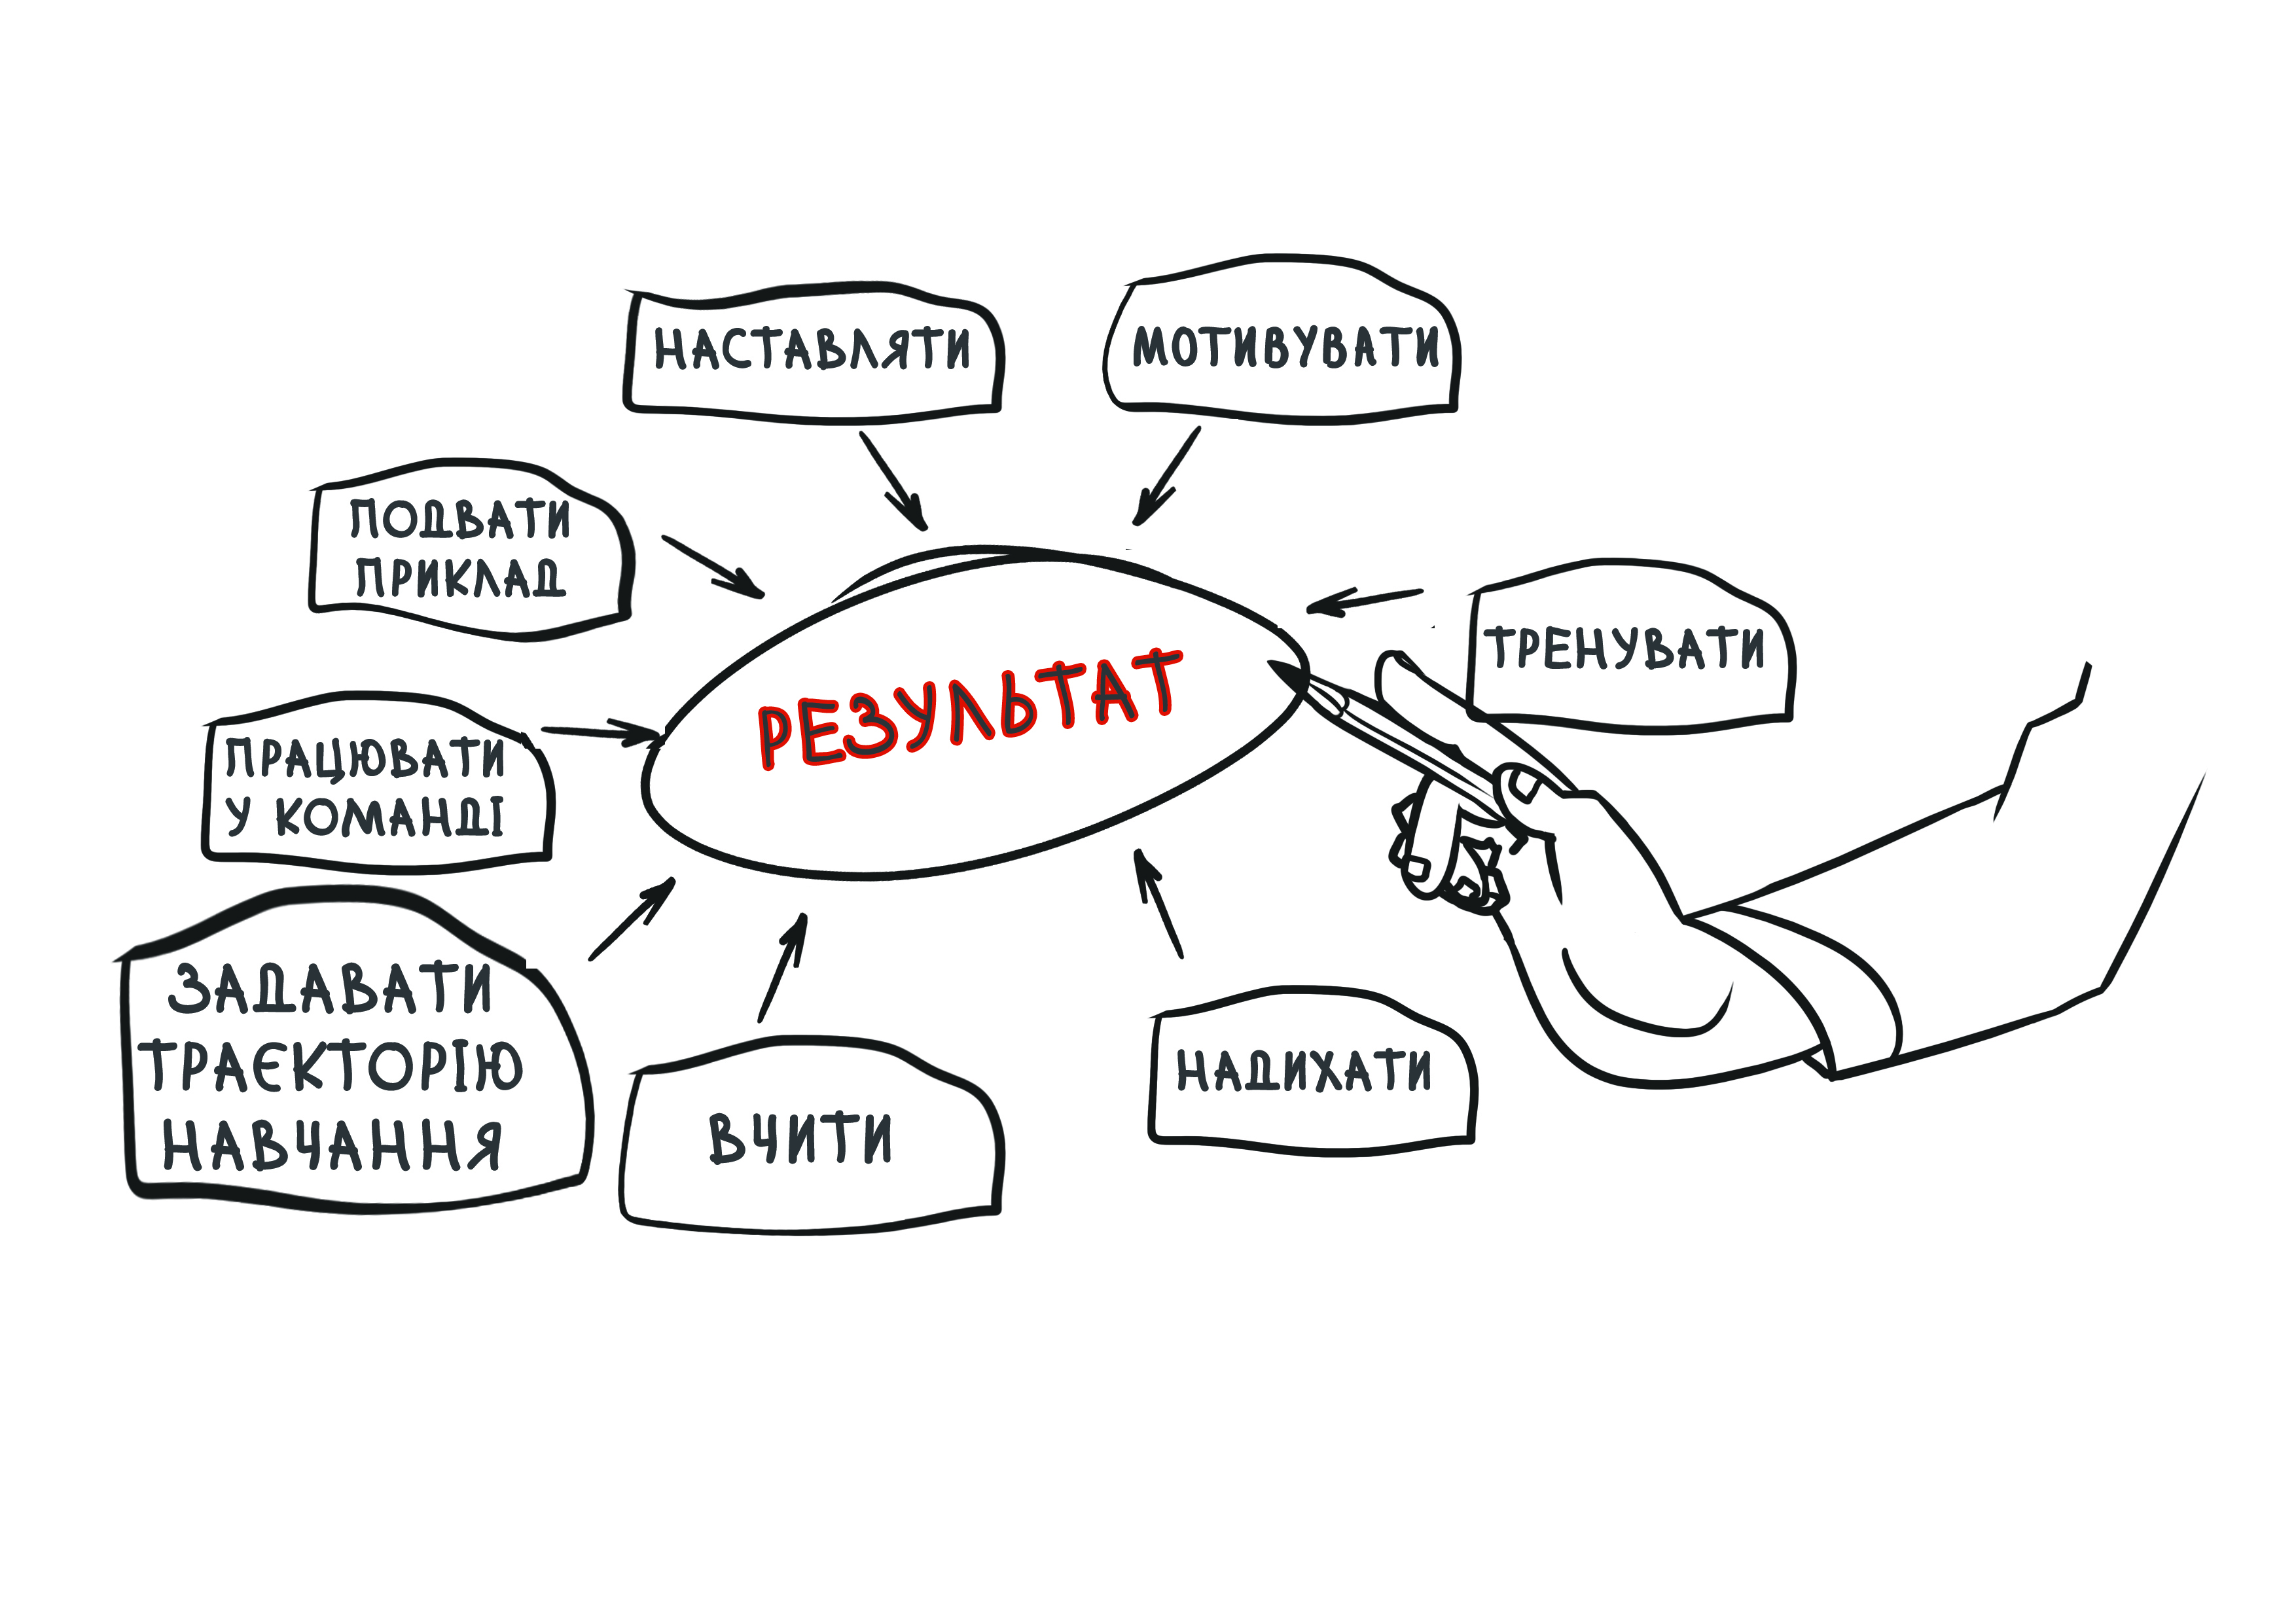 НАСТАВЛЯТИ
МОТИВУВАТИ
ПОДВАТИ
ПРИКЛАД
ТРЕНУВАТИ
РЕЗУЛЬТАТ
ПРАЦЮВАТИ
У КОМАНДІ
ЗАДАВАТИ
ТРАЄКТОРІЮ
НАВЧАННЯ
ВЧИТИ
НАДИХАТИ